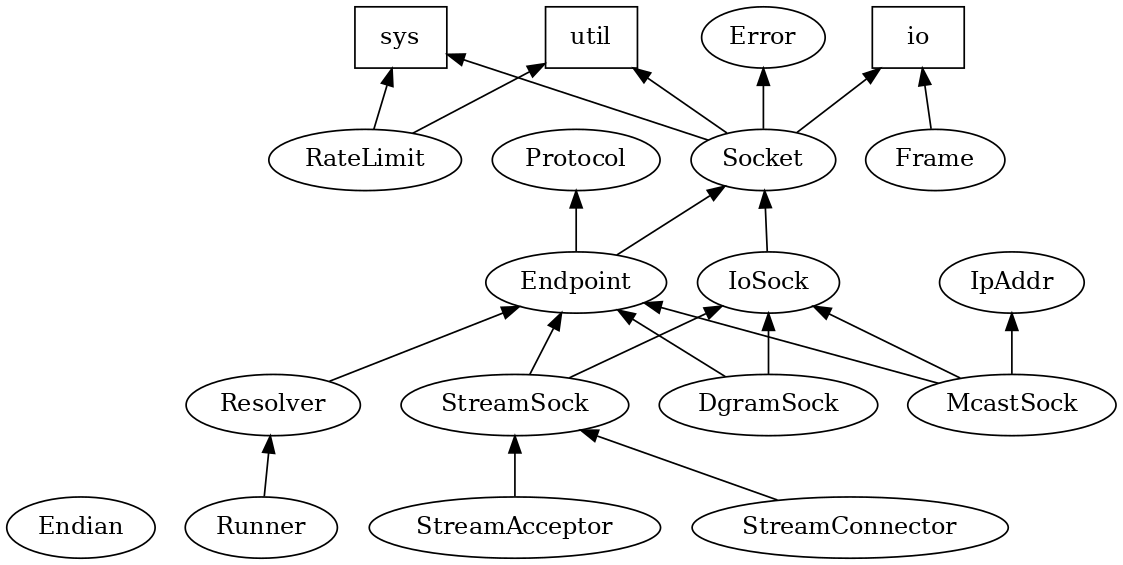 sys
util
Error
io
RateLimit
Protocol
Socket
Frame
Endpoint
IoSock
IpAddr
Resolver
StreamSock
DgramSock
McastSock
Endian
Runner
StreamAcceptor
StreamConnector